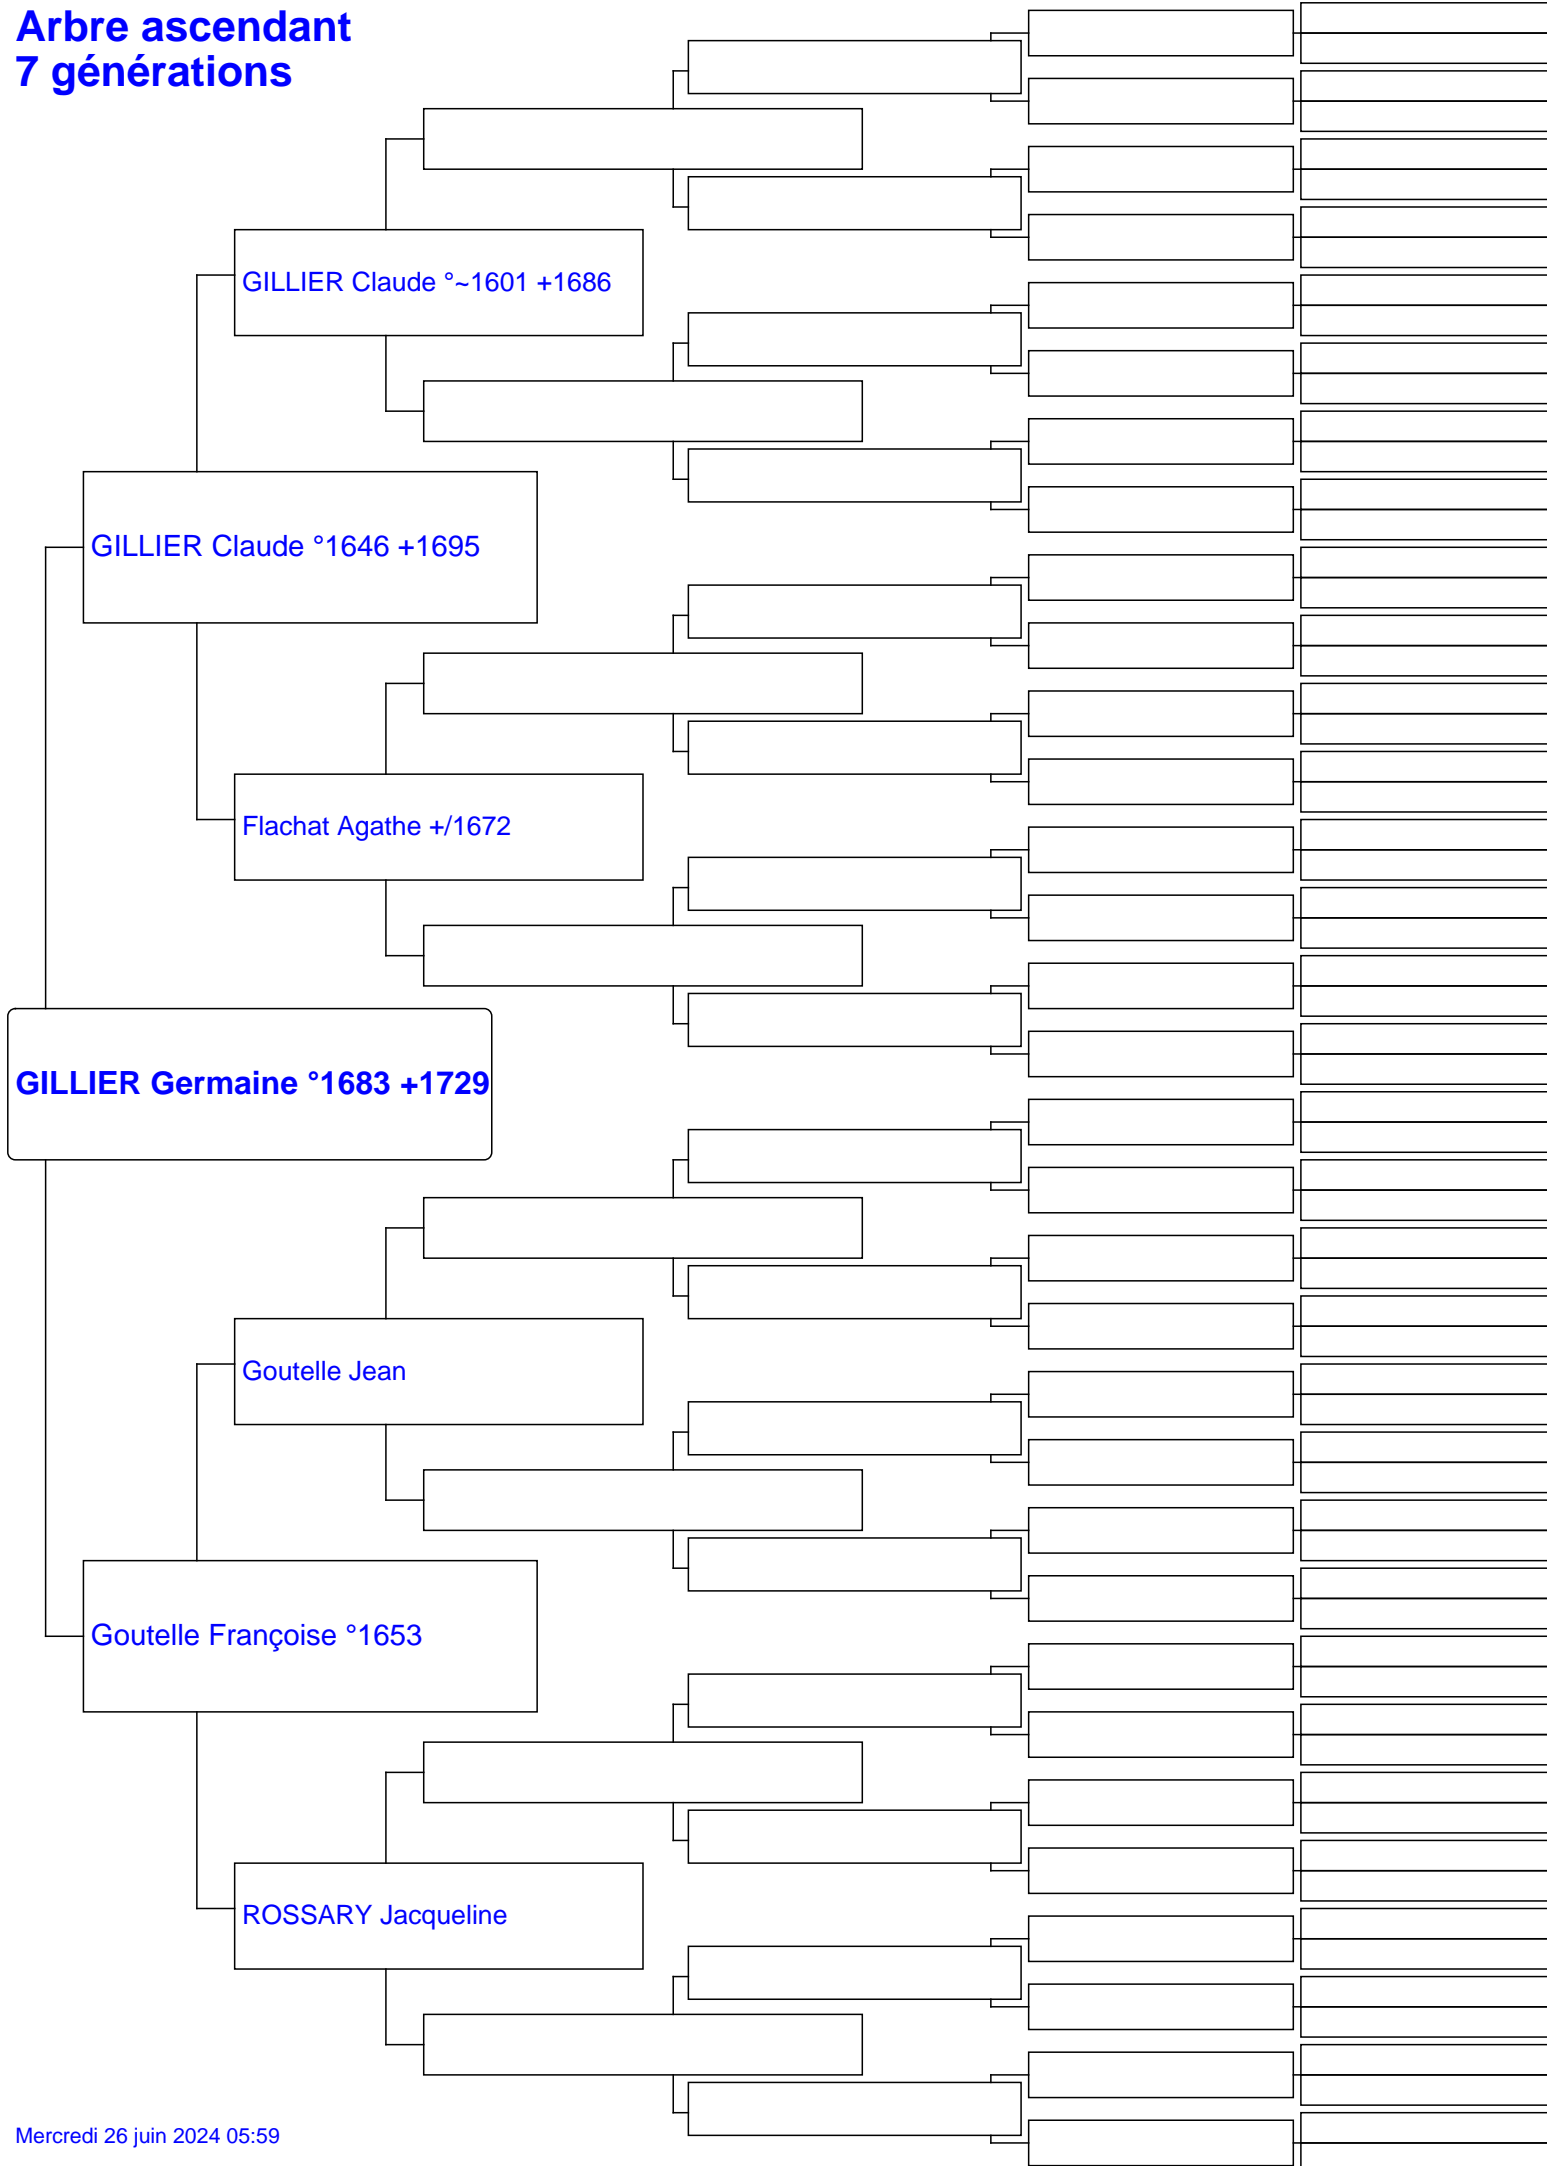 Arbre ascendant
7 générations
GILLIER Claude °~1601 +1686
GILLIER Claude °1646 +1695
Flachat Agathe +/1672
GILLIER Germaine °1683 +1729
Goutelle Jean
Goutelle Françoise °1653
ROSSARY Jacqueline
Mercredi 26 juin 2024 05:59